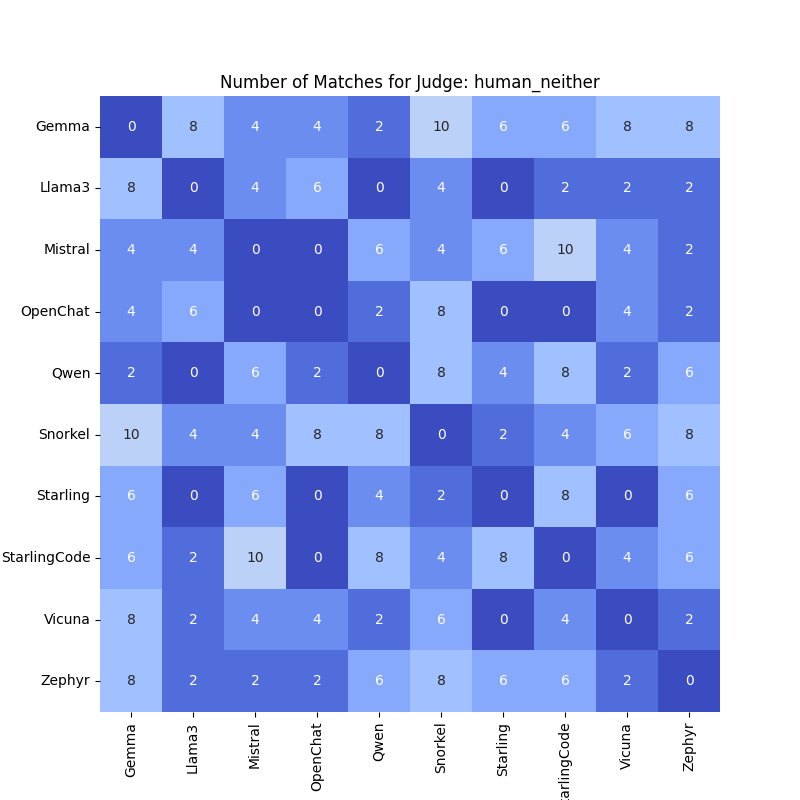 Number of Matches for Judge: human_neither
Gemma 0 8 4 4 2 10 6 6 8 8
Llama3 8 0 4 6 0 4 0 2 2 2
Mistral 4 4 0 0 6 4 6 10 4 2
OpenChat 4 6 0 0 2 8 0 0 4 2
Qwen 2 0 6 2 0 8 4 8 2 6
Snorkel 10 4 4 8 8 0 2 4 6 8
Starling 6 0 6 0 4 2 0 8 0 6
StarlingCode 6 2 10 0 8 4 8 0 4 6
Vicuna 8 2 4 4 2 6 0 4 0 2
Zephyr 8 2 2 2 6 8 6 6 2 0
Gemma
Llama3
Mistral
OpenChat
Qwen
Snorkel
Starling
arlingCode
Vicuna
Zephyr